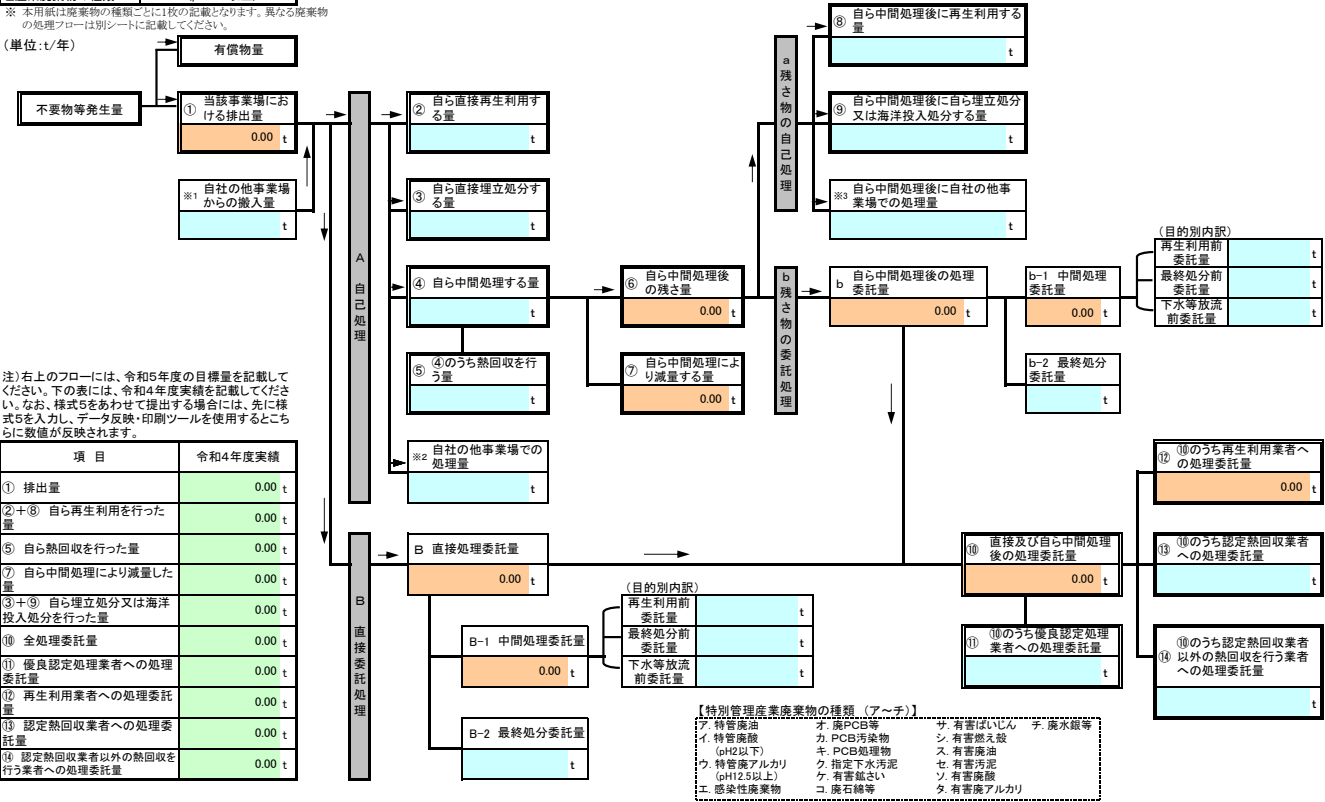 ※ 本用紙は廃棄物の種類ごとに1枚の記載となります。異なる廃棄物
の処理フローは別シートに記載してください。
(単位:t/年)
有償物量
不要物等発生量
① 当該事業場にお
ける排出量
0.00 t
※1 自社の他事業場
からの搬入量
t
A 自己処理
② 自ら直接再生利用す
る量
t
③ 自ら直接埋立処分す
る量
t
④ 自ら中間処理する量
t
⑤ ④のうち熱回収を行
う量
t
※2 自社の他事業場での
処理量
t
⑥ 自ら中間処理後
の残さ量
0.00 t
⑦ 自ら中間処理によ
り減量する量
0.00 t
a 残さ物の自己処理
⑧ 自ら中間処理後に再生利用する
量
t
⑨ 自ら中間処理後に自ら埋立処分
又は海洋投入処分する量
t
※3 自ら中間処理後に自社の他事
業場での処理量
t
b 残さ物の委託処理
b 自ら中間処理後の処理
委託量
0.00 t
b-1 中間処理
委託量
0.00 t
b-2 最終処分
委託量
t
(目的別内訳)
再生利用前
委託量 t
最終処分前
委託量 t
下水等放流
前委託量 t
注)右上のフローには、令和5年度の目標量を記載して
ください。下の表には、令和4年度実績を記載してくださ
い。なお、様式5をあわせて提出する場合には、先に様
式5を入力し、データ反映・印刷ツールを使用するとこち
らに数値が反映されます。
項 目 令和4年度実績
① 排出量 0.00 t
②+⑧ 自ら再生利用を行った
量 0.00 t
⑤ 自ら熱回収を行った量 0.00 t
⑦ 自ら中間処理により減量した
量 0.00 t
③+⑨ 自ら埋立処分又は海洋
投入処分を行った量 0.00 t
⑩ 全処理委託量 0.00 t
⑪ 優良認定処理業者への処理
委託量 0.00 t
⑫ 再生利用業者への処理委託
量 0.00 t
⑬ 認定熱回収業者への処理委
託量 0.00 t
⑭ 認定熱回収業者以外の熱回収を
行う業者への処理委託量 0.00 t
B 直接委託処理
B 直接処理委託量
0.00 t
B-1 中間処理委託量
0.00 t
B-2 最終処分委託量
t
(目的別内訳)
再生利用前
委託量 t
最終処分前
委託量 t
下水等放流
前委託量 t
⑩ 直接及び自ら中間処理
後の処理委託量
0.00 t
⑪ ⑩のうち優良認定処理
業者への処理委託量
t
⑫ ⑩のうち再生利用業者へ
の処理委託量
0.00 t
⑬ ⑩のうち認定熱回収業者
への処理委託量
t
⑭ ⑩のうち認定熱回収業者
以外の熱回収を行う業者
への処理委託量
t
【特別管理産業廃棄物の種類 (ア~チ)】
ア. 特管廃油 オ. 廃PCB等 サ. 有害ばいじん チ. 廃水銀等
イ. 特管廃酸 カ. PCB汚染物 シ. 有害燃え殻
(pH2以下) キ. PCB処理物 ス. 有害廃油
ウ. 特管廃アルカリ ク. 指定下水汚泥 セ. 有害汚泥
(pH12.5以上) ケ. 有害鉱さい ソ. 有害廃酸
エ. 感染性廃棄物 コ. 廃石綿等 タ. 有害廃アルカリ